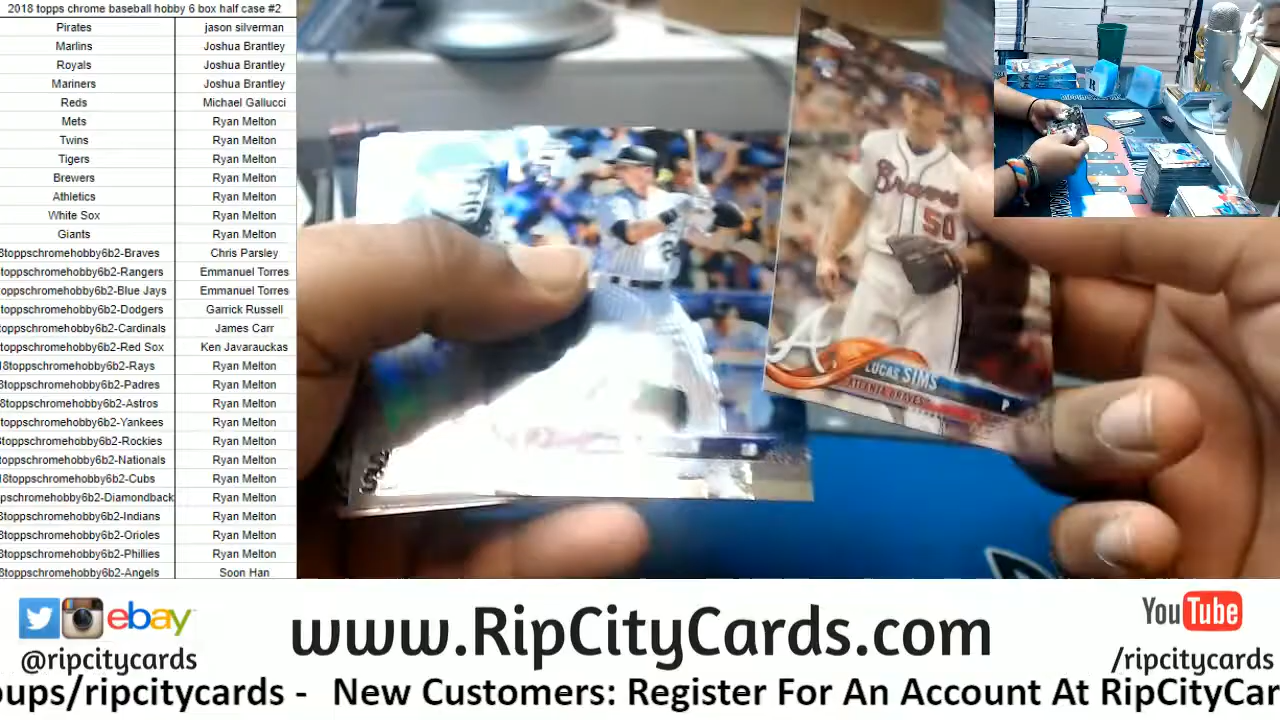 2018 topps chrome baseball hobby 6 box half case #2
Pirates jason silverman
Marlins Joshua Brantley
Royals Joshua Brantley
Mariners Joshua Brantley
Reds Michael Gallucci
Mets Ryan Melton
Twins Ryan Melton
Tigers Ryan Melton
Brewers Ryan Melton
Athletics Ryan Melton
White Sox Ryan Melton
Giants Ryan Melton
8toppschromehobby6b2-Braves Chris Parsley
toppschromehobby6b2-Rangers Emmanuel Torres
oppschromehobby6b2-Blue Jays Emmanuel Torres
toppschromehobby6b2-Dodgers Garrick Russell
oppschromehobby6b2-Cardinals James Carr
toppschromehobby6b2-Red Sox Ken Javarauckas
18toppschromehobby6b2-Rays Ryan Melton
8toppschromehobby6b2-Padres Ryan Melton
8toppschromehobby6b2-Astros Ryan Melton
toppschromehobby6b2-Yankees Ryan Melton
toppschromehobby6b2-Rockies Ryan Melton
oppschromehobby6b2-Nationals Ryan Melton
18toppschromehobby6b2-Cubs Ryan Melton
pschromehobby6b2-Diamondback Ryan Melton
8toppschromehobby6b2-Indians Ryan Melton
8toppschromehobby6b2-Orioles Ryan Melton
8toppschromehobby6b2-Phillies Ryan Melton
8toppschromehobby6b2-Angels Soon Han
Braves
50
A
LUCAS SIMS
ATLANTA BRAVES
P
ebay
@ripcitycards
www.RipCityCards.com
YouTube
/ripcitycards
oups/ripcitycards - New Customers: Register For An Account At RipCityCar